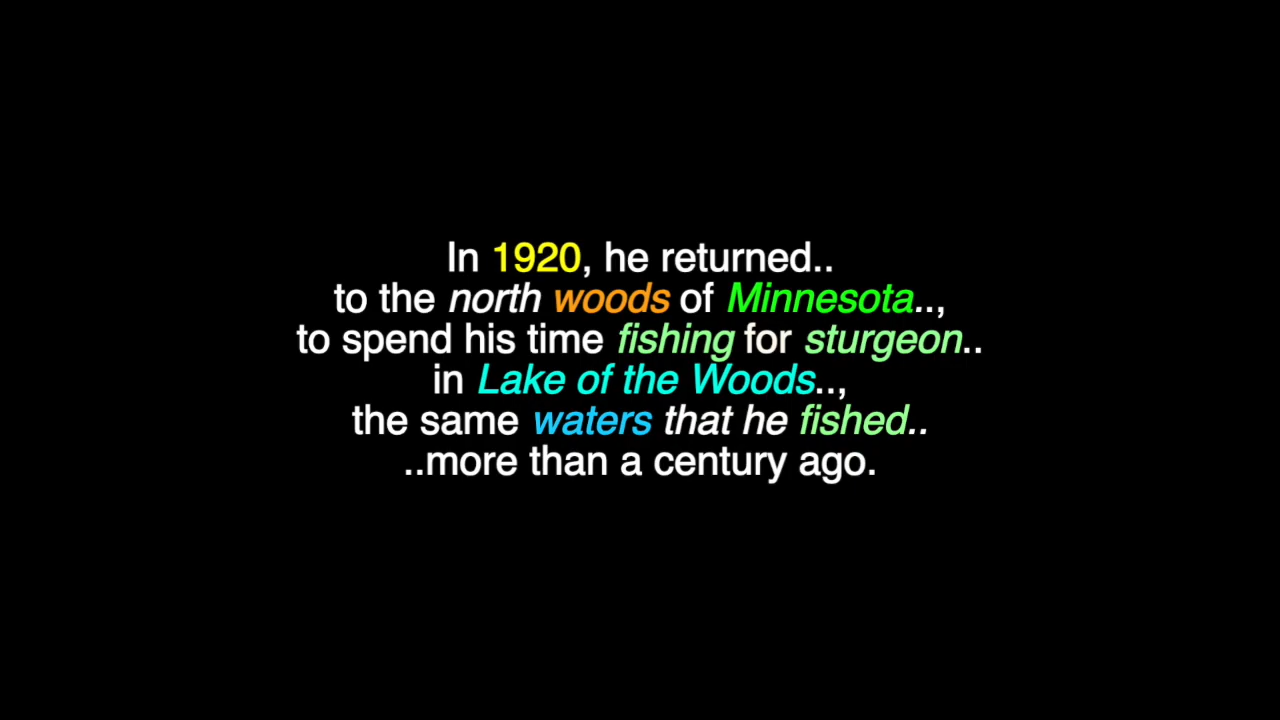 In 1920, he returned..
to the north woods of Minnesota..,
to spend his time fishing for sturgeon..
in Lake of the Woods..,
the same waters that he fished..
..more than a century ago.